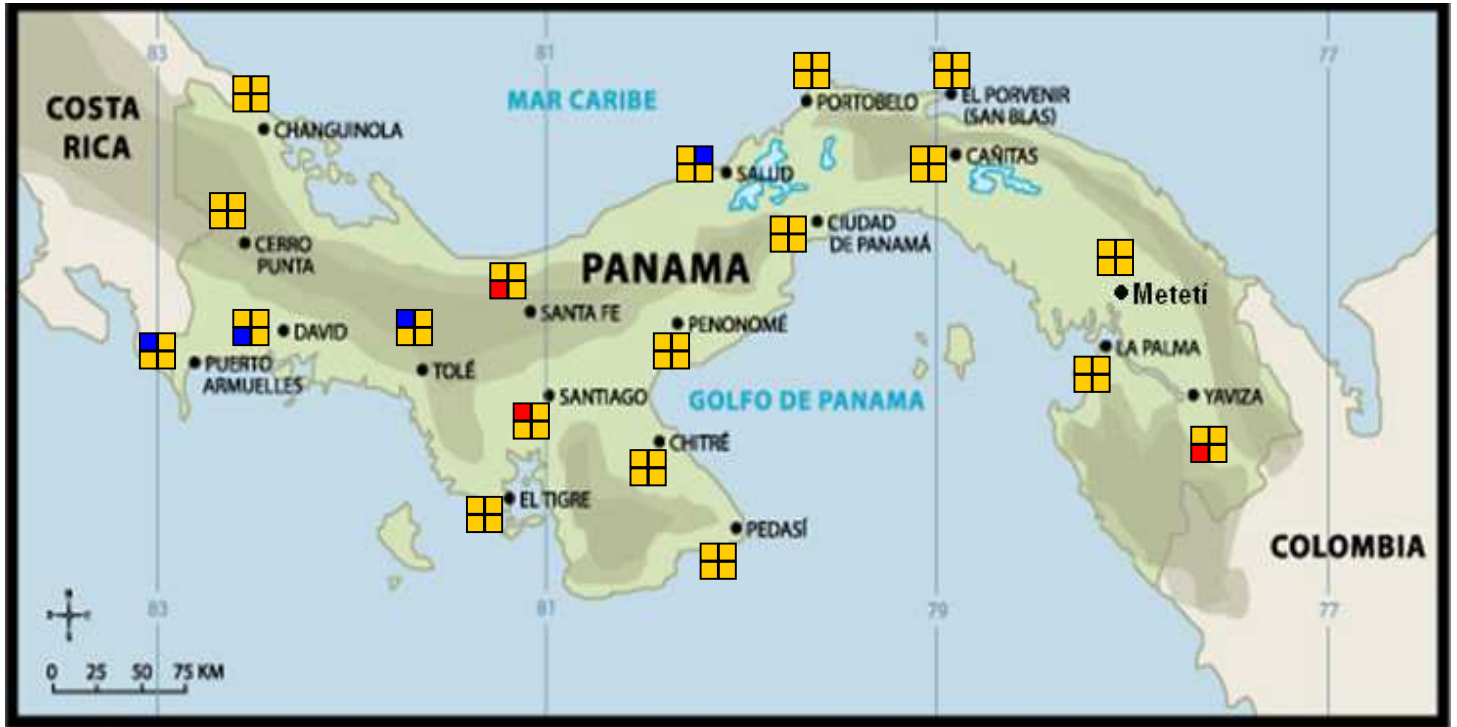 83
81
79
77
COSTA
RICA
MAR CARIBE
PORTOBELO
EL PORVENIR
(SAN BLAS)
CHANGUINOLA
CAÑITAS
SALUD
CIUDAD
DE PANAMÁ
CERRO
PUNTA
PANAMA
Metetí
SANTA FE
PENONOMÉ
DAVID
LA PALMA
PUERTO
ARMUELLES
TOLÉ
SANTIAGO
GOLFO DE PANAMA
YAVIZA
CHITRÉ
EL TIGRE
PEDASÍ
COLOMBIA
83
81
79
77
0 25 50 75 KM